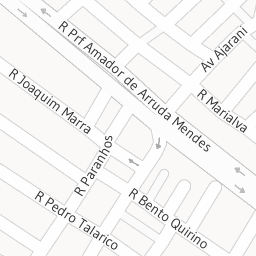 R Prf Amador de Arruda Mendes
Av Ajarani
R Joaquim Marra
R Marialva
R Paranhos
R Pedro Talarico
R Bento Quirino